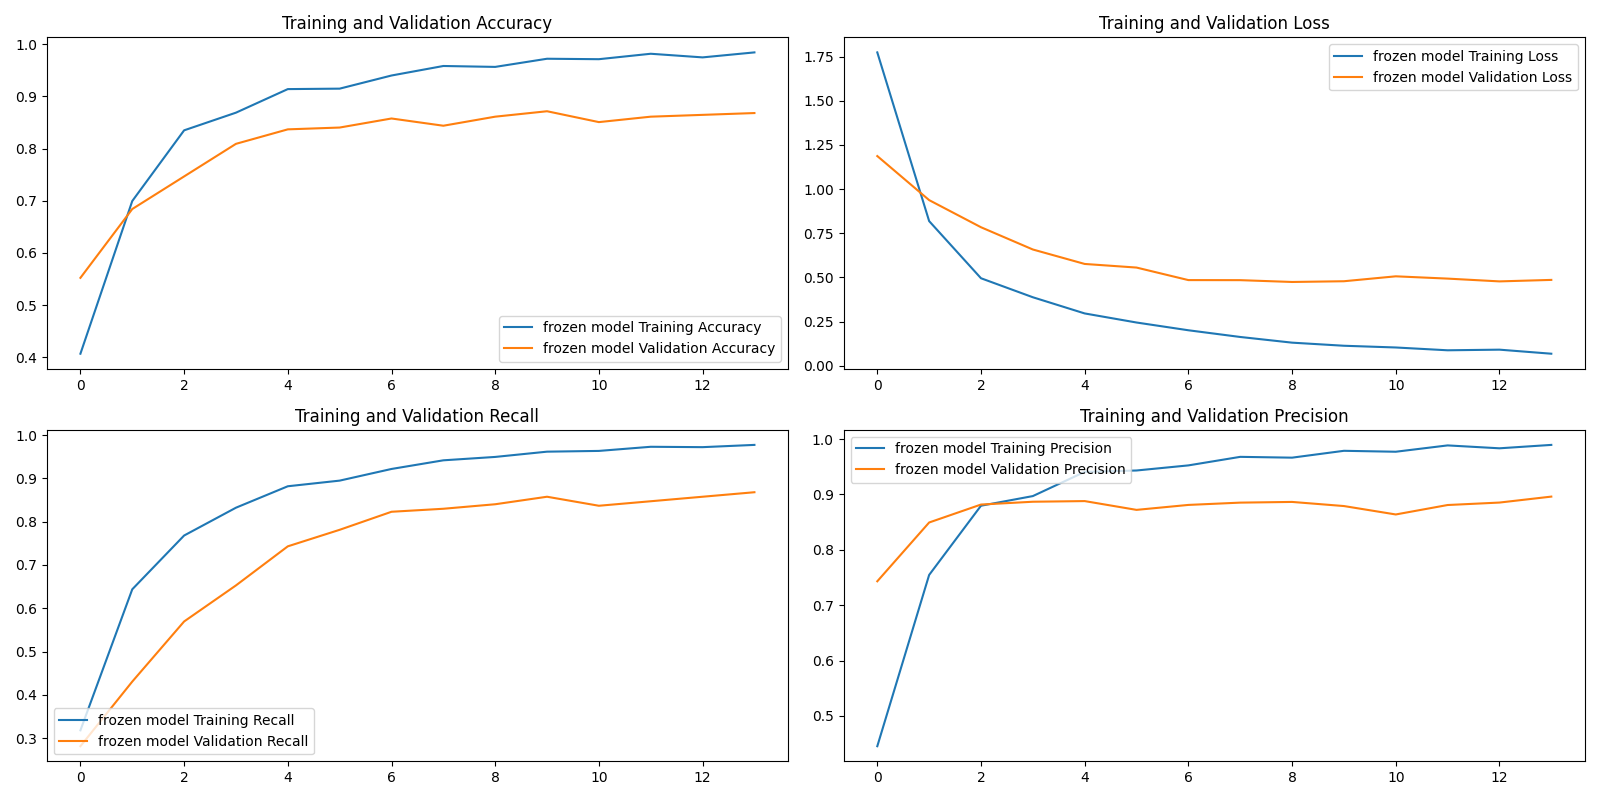 Training and Validation Accuracy
1.0
0.9
0.8
0.7
0.6
0.5
0.4
frozen model Training Accuracy
frozen model Validation Accuracy
0 2 4 6 8 10 12
Training and Validation Loss
1.75
1.50
1.25
1.00
0.75
0.50
0.25
0.00
frozen model Training Loss
frozen model Validation Loss
0 2 4 6 8 10 12
Training and Validation Recall
1.0
0.9
0.8
0.7
0.6
0.5
0.4
0.3
frozen model Training Recall
frozen model Validation Recall
0 2 4 6 8 10 12
Training and Validation Precision
1.0
0.9
0.8
0.7
0.6
0.5
frozen model Training Precision
frozen model Validation Precision
0 2 4 6 8 10 12